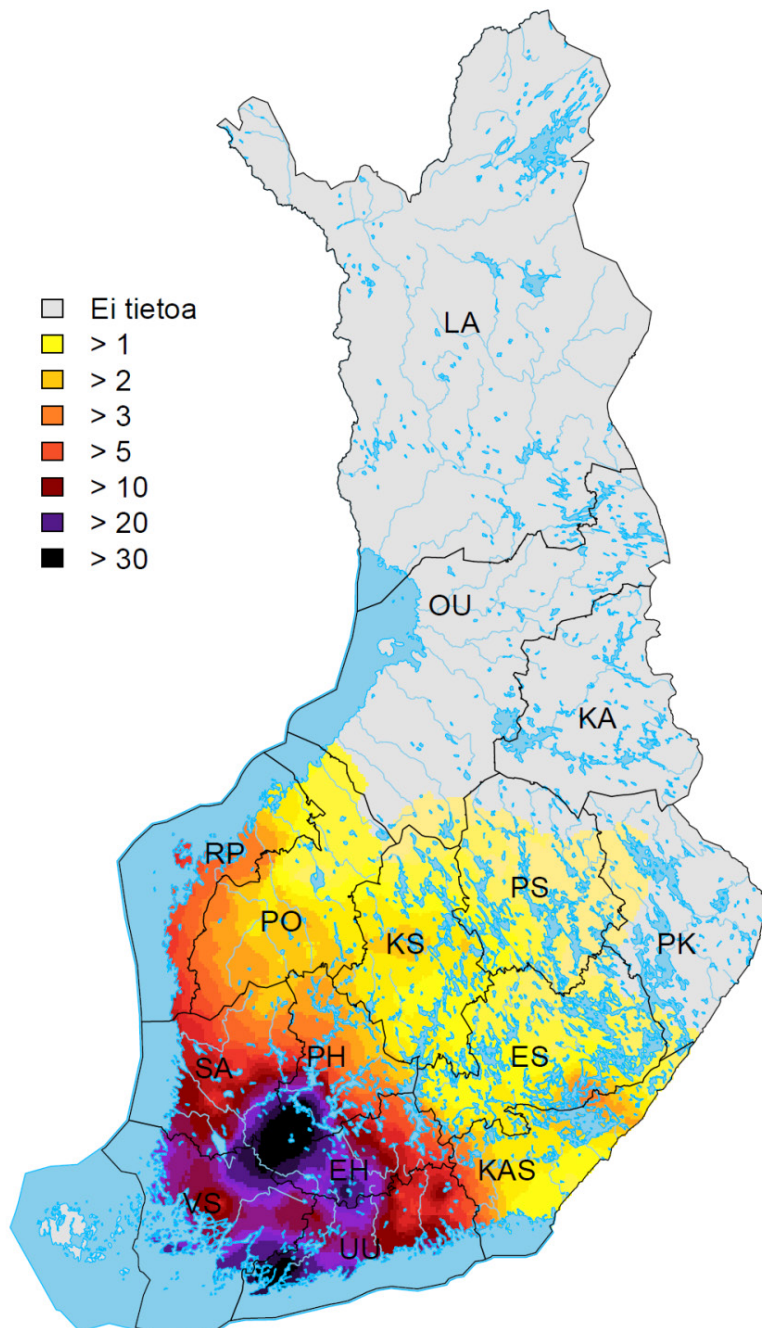 LA
Ei tietoa
> 1
> 2
> 3
> 5
> 10
> 20
> 30
OU
KA
RP
PS
PO
KS
PK
SA
PH
ES
EH
KAS
VS
UU